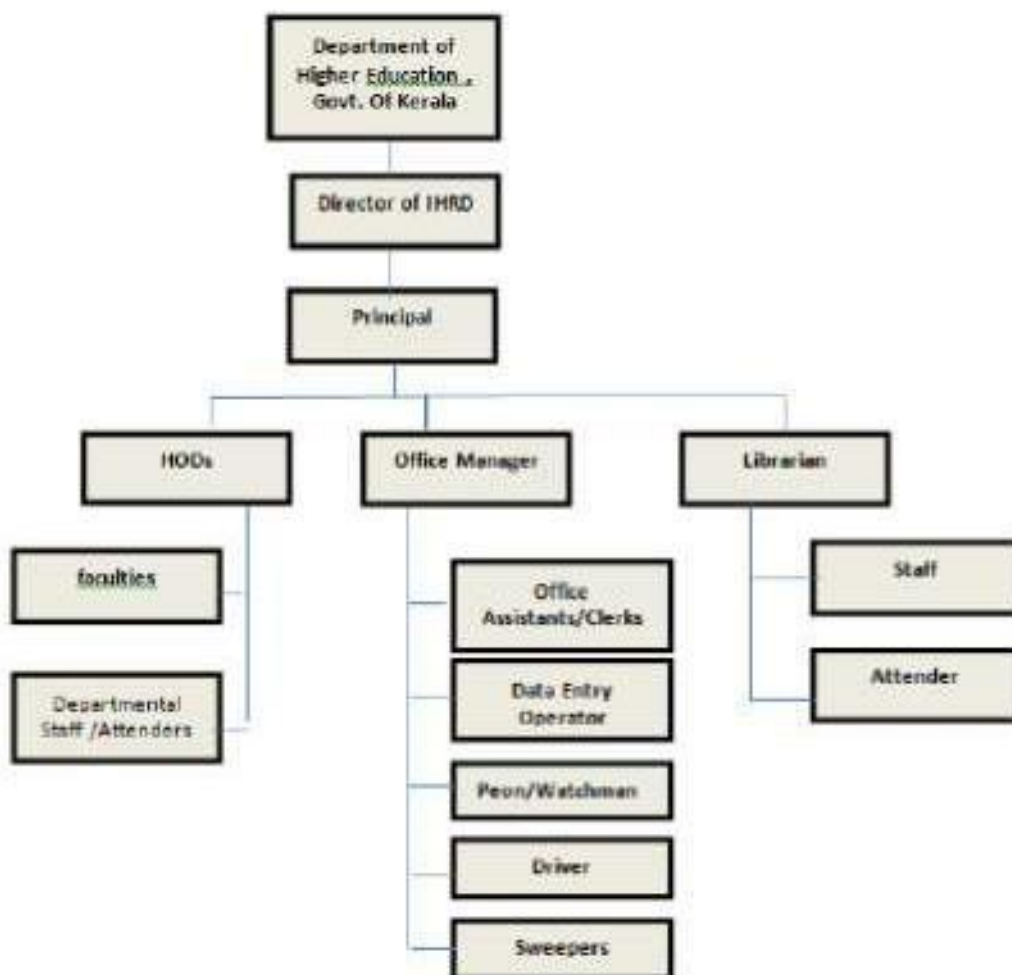 Department of
Higher Education ,
Govt. Of Kerala
Director of IHRD
Principal
HODs
Office Manager
Librarian
faculties
Departmental
Staff /Attenders
Office
Assistants/Clerks
Data Entry
Operator
Peon/Watchman
Driver
Sweepers
Staff
Attender